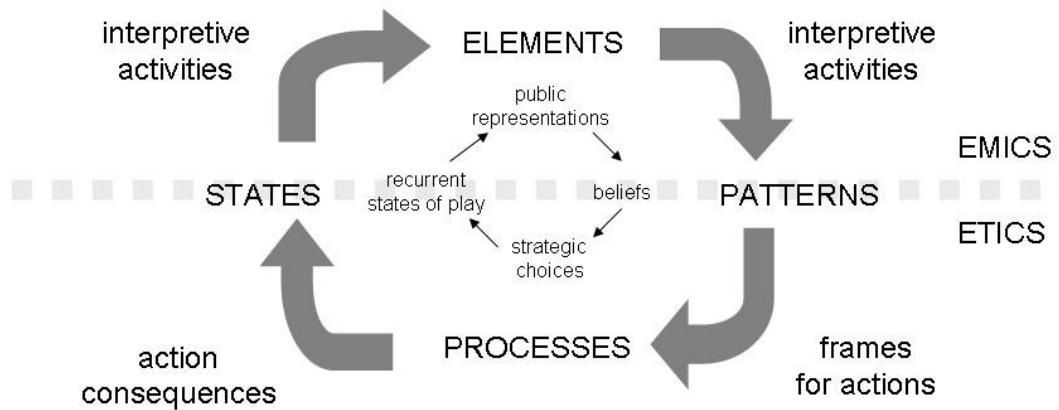 interpretive
activities
ELEMENTS
interpretive
activities
public
representations
EMICS
STATES
recurrent
states of play
beliefs
PATTERNS
ETICS
strategic
choices
PROCESSES
action
consequences
frames
for actions